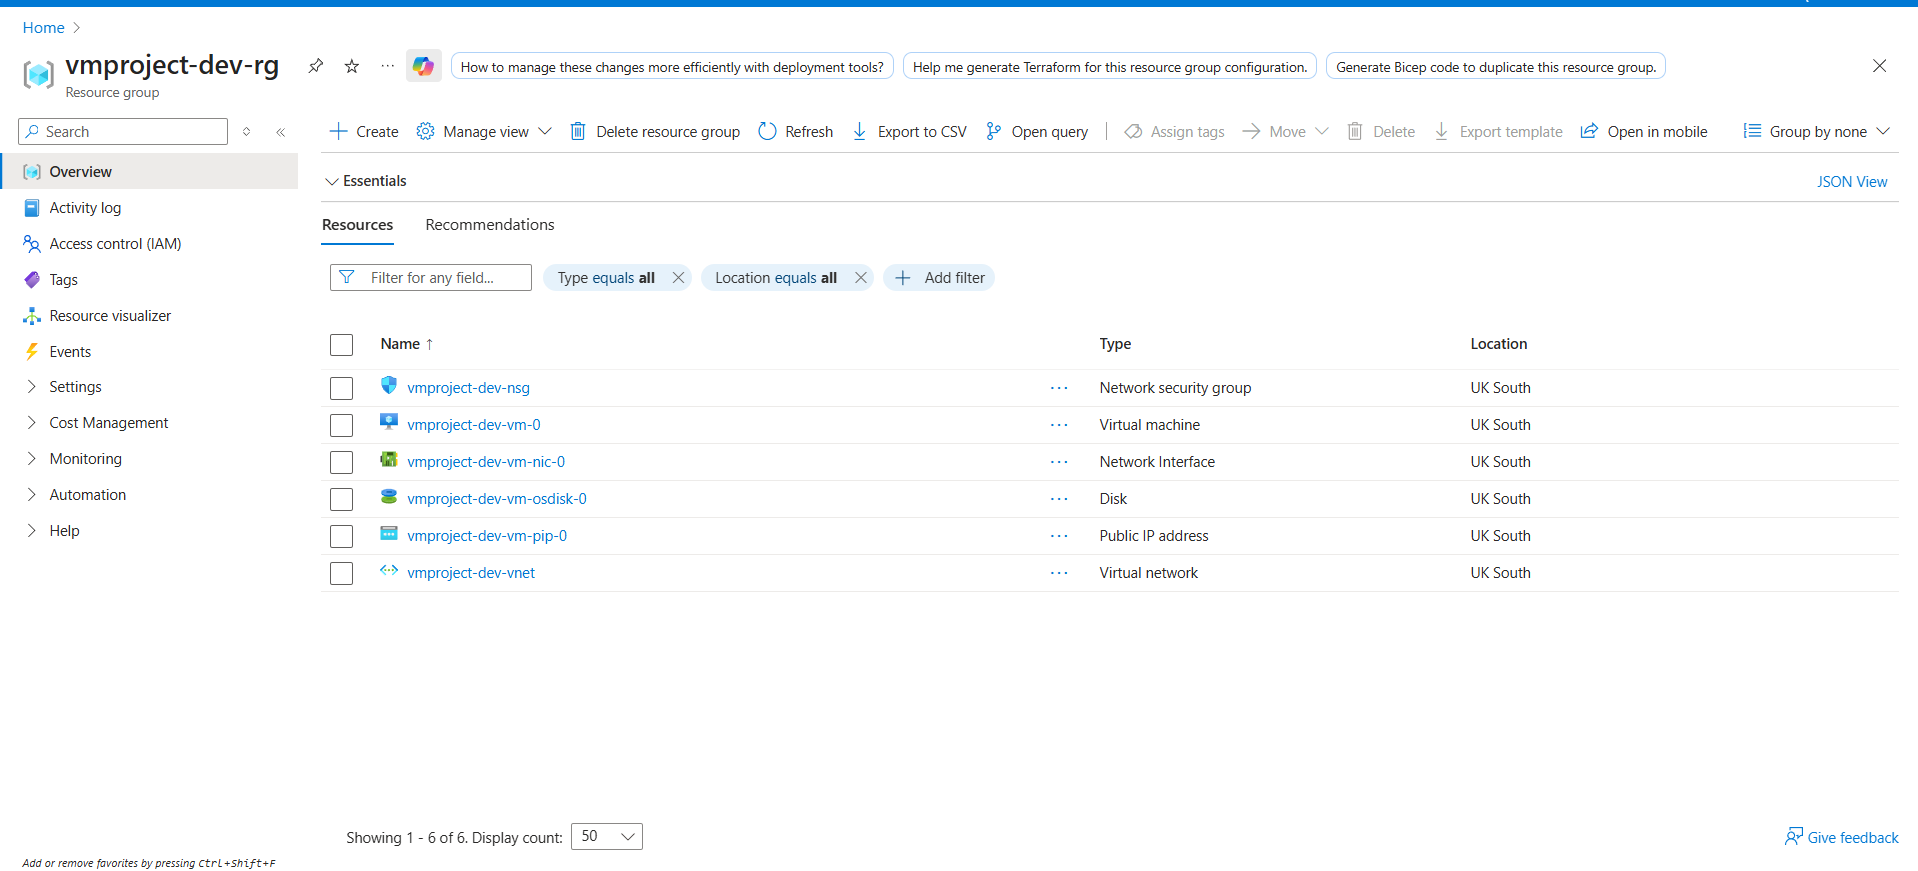 Home
vmproject-dev-rg
Resource group
How to manage these changes more efficiently with deployment tools?
Help me generate Terraform for this resource group configuration.
Generate Bicep code to duplicate this resource group.
Search
Create
Manage view
Delete resource group
Refresh
Export to CSV
Open query
Assign tags
Move
Delete
Export template
Open in mobile
Group by none
Overview
Activity log
Access control (IAM)
Tags
Resource visualizer
Events
Settings
Cost Management
Monitoring
Automation
Help
Essentials
JSON View
Resources Recommendations
Filter for any field...
Type equals all
Location equals all
Add filter
Name ↑ Type Location
vmproject-dev-nsg ··· Network security group UK South
vmproject-dev-vm-0 ··· Virtual machine UK South
vmproject-dev-vm-nic-0 ··· Network Interface UK South
vmproject-dev-vm-osdisk-0 ··· Disk UK South
vmproject-dev-vm-pip-0 ··· Public IP address UK South
vmproject-dev-vnet ··· Virtual network UK South
Showing 1 - 6 of 6. Display count: 50
Give feedback
Add or remove favorites by pressing Ctrl+Shift+F